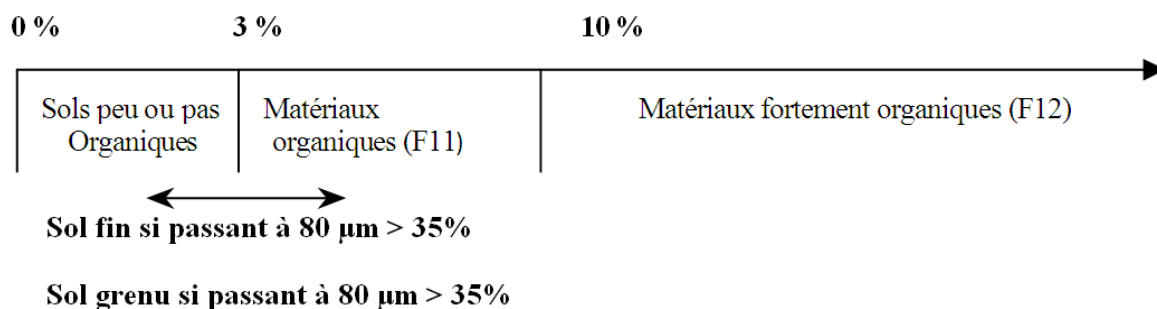 0 % 3 % 10 %
Sols peu ou pas Matériaux Matériaux fortement organiques (F12)
Organiques organiques (F11)
Sol fin si passant à 80 µm > 35%
Sol grenu si passant à 80 µm > 35%